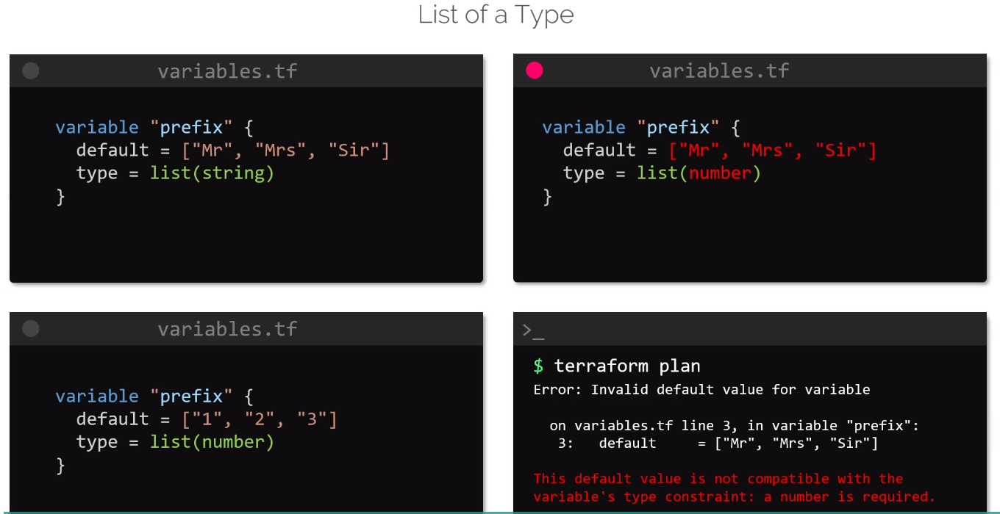 List of a Type
variables.tf
variable "prefix" {
  default = ["Mr", "Mrs", "Sir"]
  type = list(string)
}
variables.tf
variable "prefix" {
  default = ["Mr", "Mrs", "Sir"]
  type = list(number)
}
variables.tf
variable "prefix" {
  default = ["1", "2", "3"]
  type = list(number)
}
>_
$ terraform plan
Error: Invalid default value for variable
  on variables.tf line 3, in variable "prefix":
   3:   default     = ["Mr", "Mrs", "Sir"]
This default value is not compatible with the
variable's type constraint: a number is required.